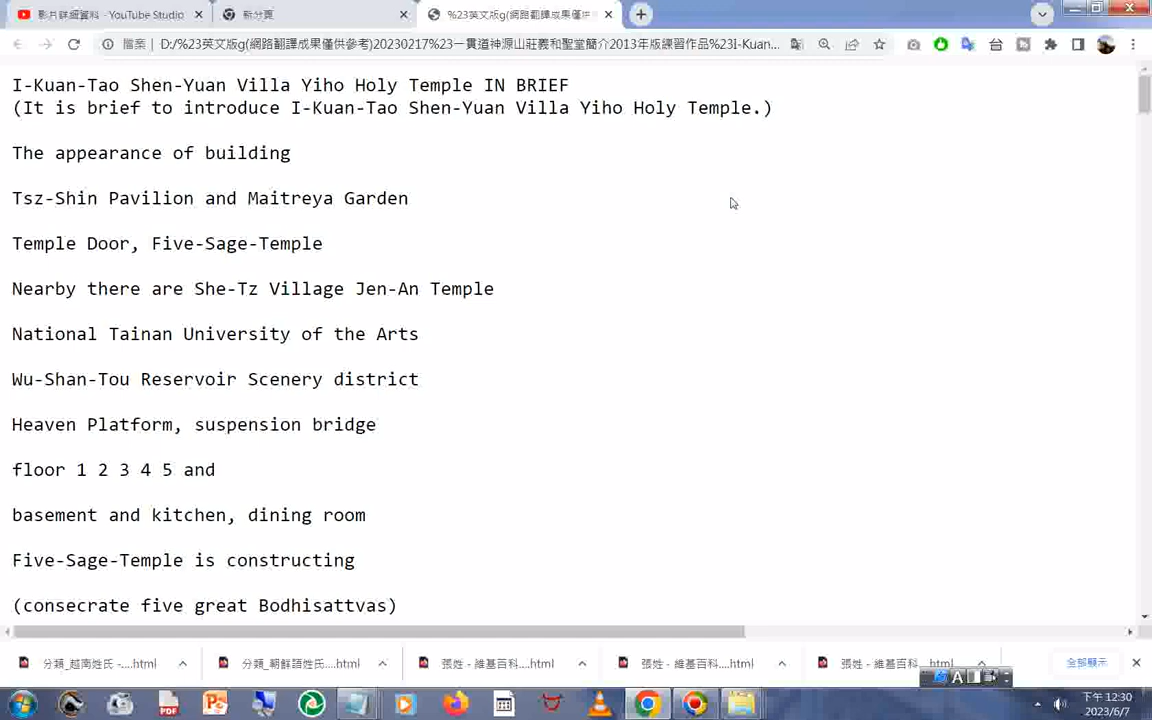 影片詳細資料 - YouTube Studio
新分頁
%23英文版g(網路翻譯成果僅供
檔案 | D:/%23英文版g(網路翻譯成果僅供參考)20230217%23一貫道神源山莊義和聖堂簡介2013年版練習作品%23I-Kuan...
I-Kuan-Tao Shen-Yuan Villa Yiho Holy Temple IN BRIEF
(It is brief to introduce I-Kuan-Tao Shen-Yuan Villa Yiho Holy Temple.)
The appearance of building
Tsz-Shin Pavilion and Maitreya Garden
Temple Door, Five-Sage-Temple
Nearby there are She-Tz Village Jen-An Temple
National Tainan University of the Arts
Wu-Shan-Tou Reservoir Scenery district
Heaven Platform, suspension bridge
floor 1 2 3 4 5 and
basement and kitchen, dining room
Five-Sage-Temple is constructing
(consecrate five great Bodhisattvas)
分類_越南姓氏 -....html
分類_朝鮮語姓氏....html
張姓 - 維基百科....html
張姓 - 維基百科....html
張姓 - 維基百科....html
全部顯示
A
PDF
下午 12:30
2023/6/7